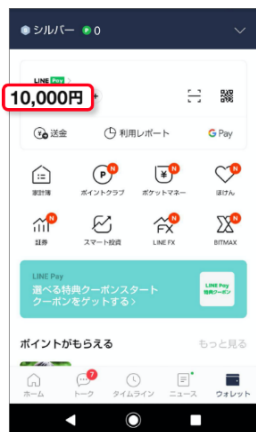 シルバー 0
LINE Pay
10,000円
送金 利用レポート G Pay
家計簿 ポイントクラブ ポケットマネー ほけん
証券 スマート投資 LINE FX BITMAX
LINE Pay
選べる特典クーポンスタート
クーポンをゲットする>
LINE Pay
特典クーポン
ポイントがもらえる もっと見る
7
ホーム トーク タイムライン ニュース ウォレット